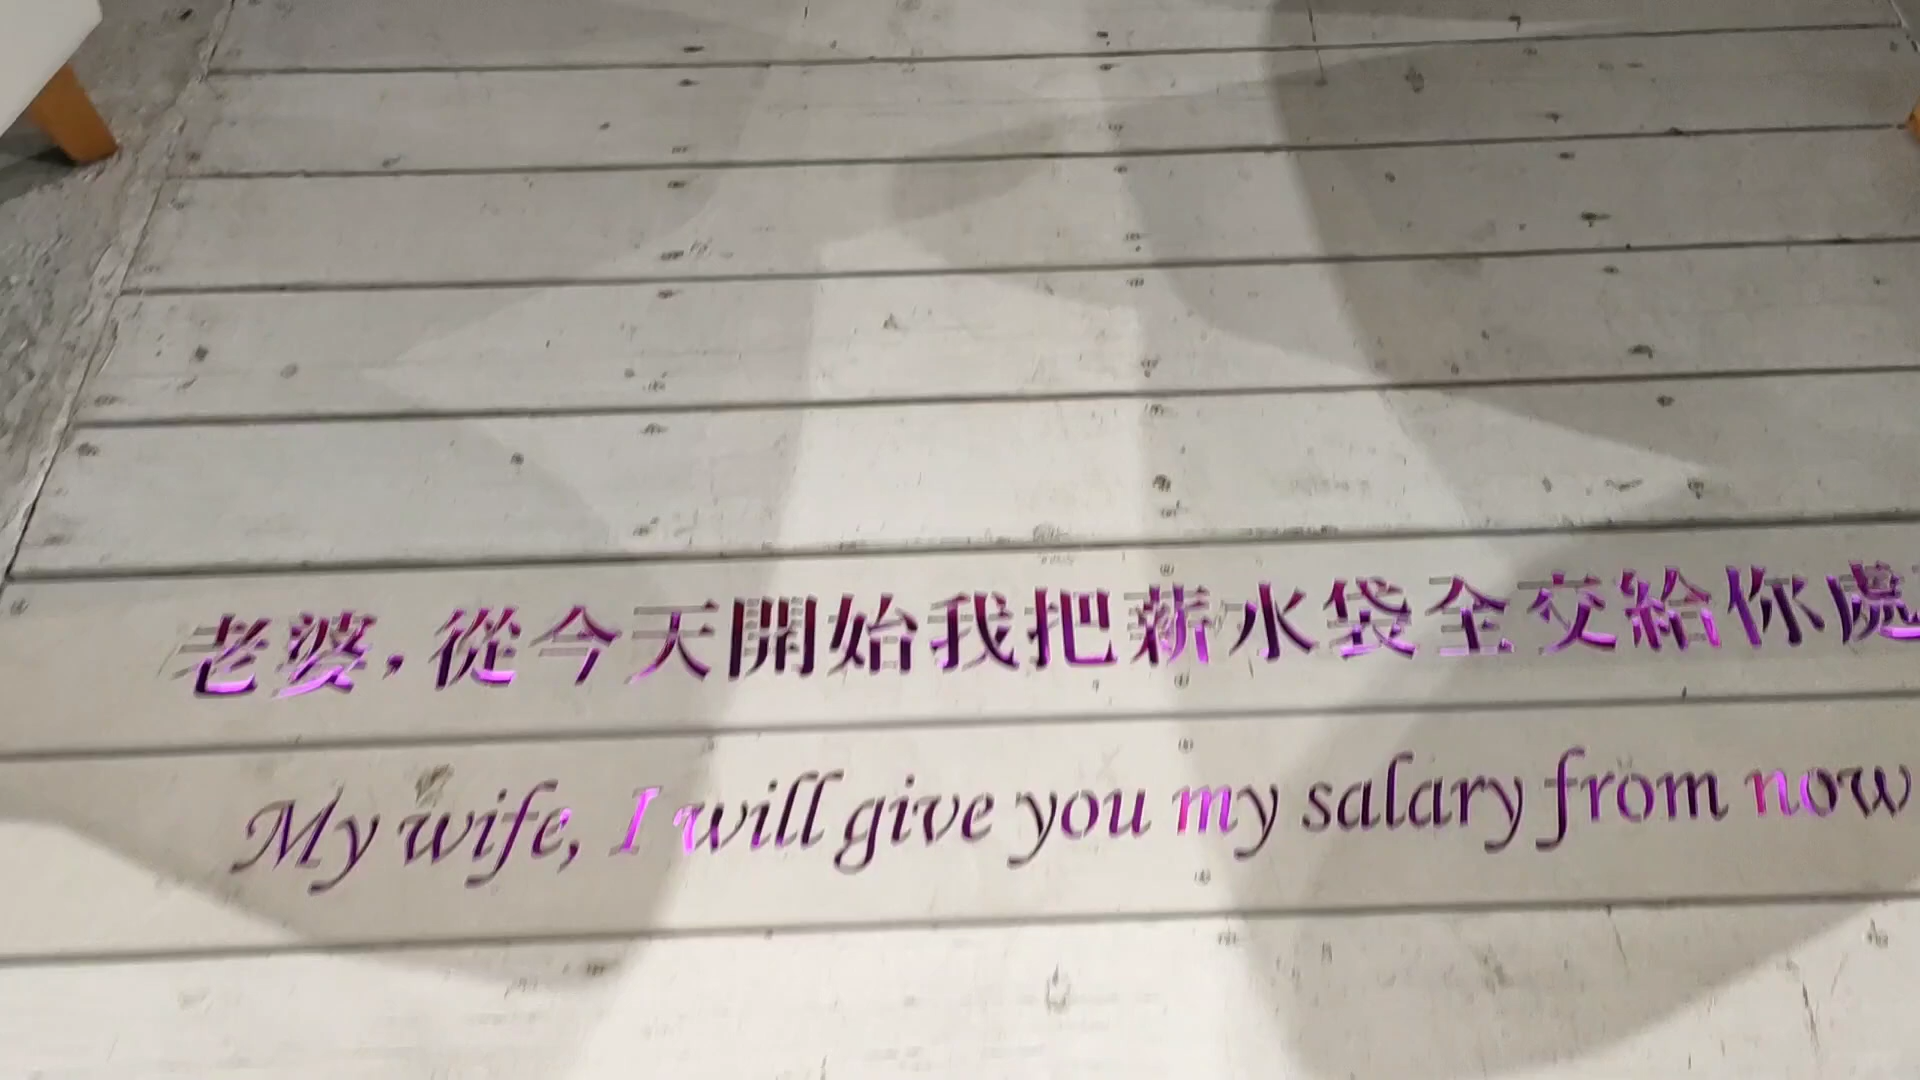 老婆，從今天開始我把薪水袋全交給你處
My wife, I will give you my salary from now